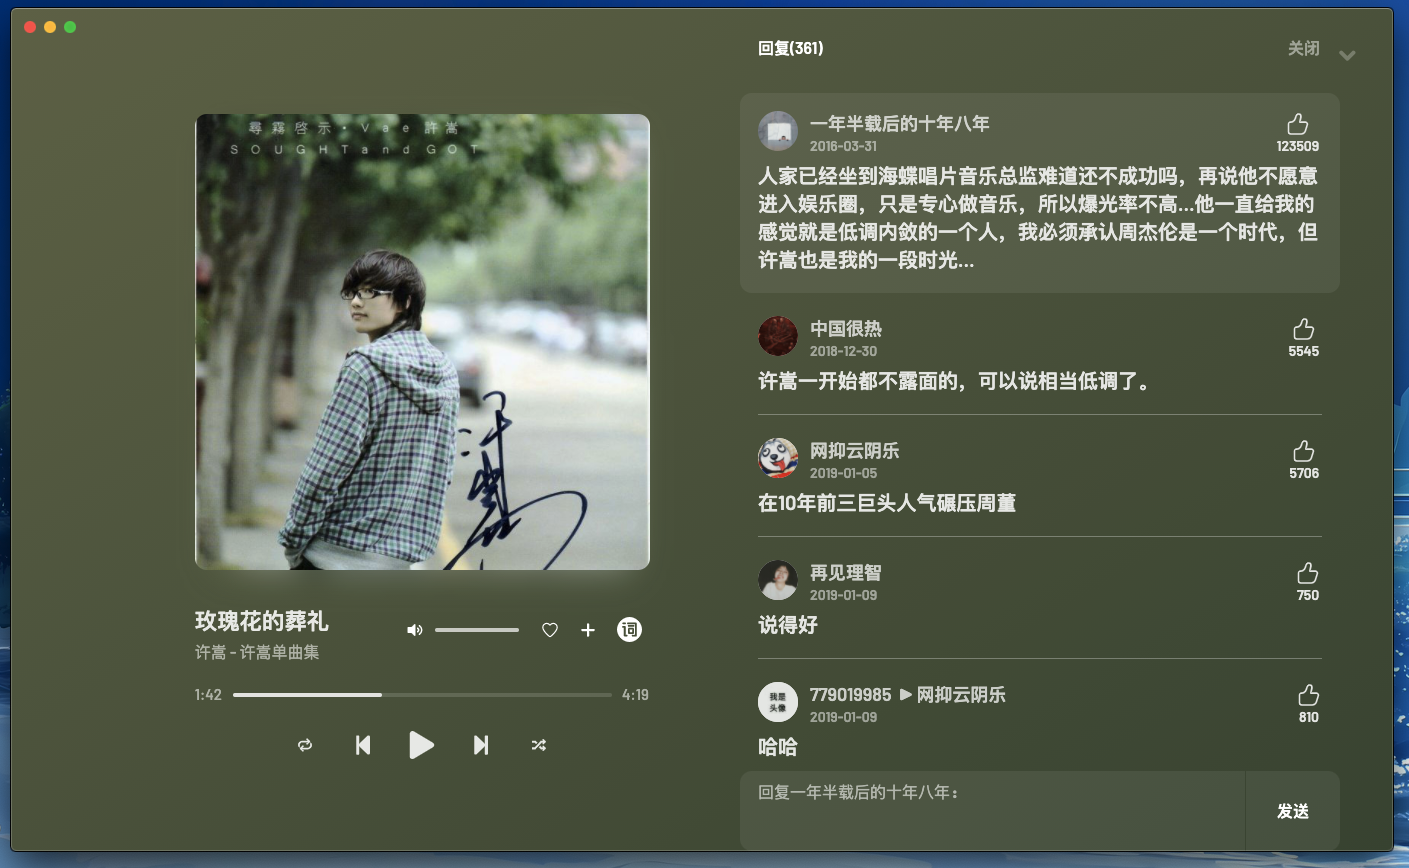 尋霧啓示·Vae許嵩
SOUGHTandGOT
玫瑰花的葬礼
许嵩 - 许嵩单曲集
词
1:42
4:19
回复(361)
关闭
一年半载后的十年八年
2016-03-31
123509
人家已经坐到海蝶唱片音乐总监难道还不成功吗，再说他不愿意
进入娱乐圈，只是专心做音乐，所以爆光率不高...他一直给我的
感觉就是低调内敛的一个人，我必须承认周杰伦是一个时代，但
许嵩也是我的一段时光...
中国很热
2018-12-30
5545
许嵩一开始都不露面的，可以说相当低调了。
网抑云阴乐
2019-01-05
5706
在10年前三巨头人气碾压周董
再见理智
2019-01-09
750
说得好
我是
头像
779019985 ▶ 网抑云阴乐
2019-01-09
810
哈哈
回复一年半载后的十年八年：
发送